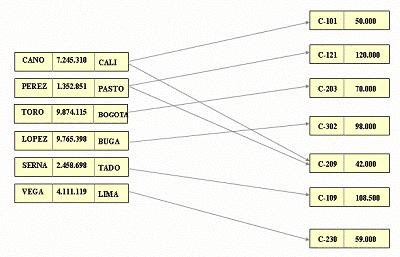 CANO 7.245.310 CALI
PEREZ 1.352.851 PASTO
TORO 9.874.115 BOGOTA
LOPEZ 9.765.398 BUGA
SERNA 2.458.698 TADO
VEGA 4.111.119 LIMA
C-101 50.000
C-121 120.000
C-203 70.000
C-302 98.000
C-209 42.000
C-109 108.500
C-230 59.000